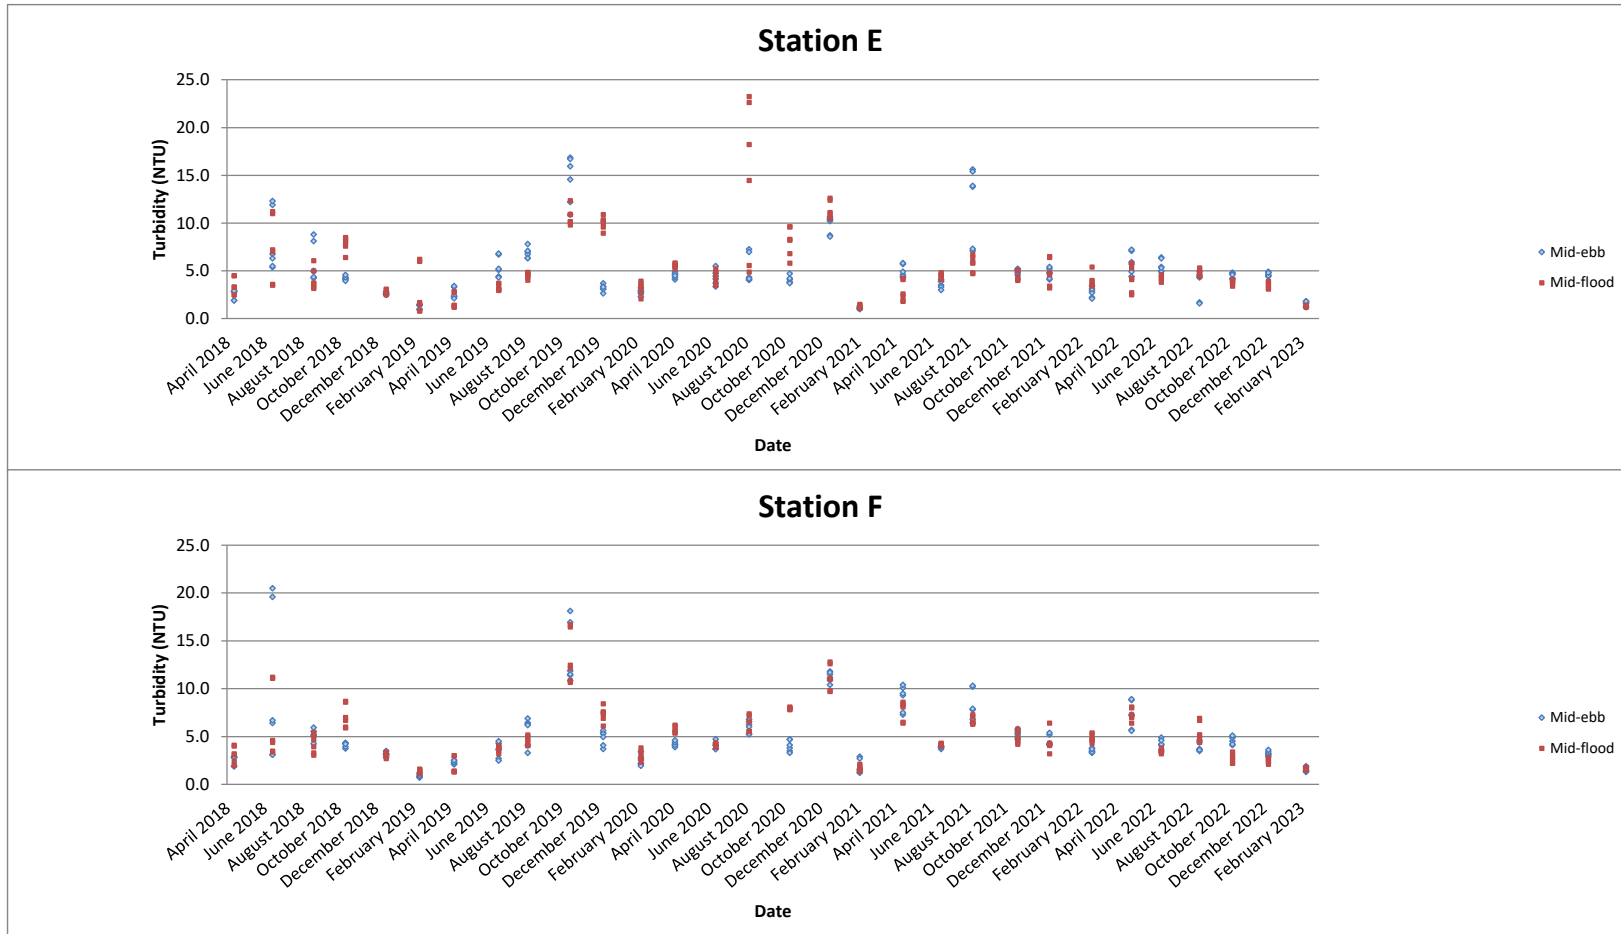 Station E
25.0
20.0
15.0
10.0
5.0
0.0
Turbidity (NTU)
April 2018
June 2018
August 2018
October 2018
December 2018
February 2019
April 2019
June 2019
August 2019
October 2019
December 2019
February 2020
April 2020
June 2020
August 2020
October 2020
December 2020
February 2021
April 2021
June 2021
August 2021
October 2021
December 2021
February 2022
April 2022
June 2022
August 2022
October 2022
December 2022
February 2023
Date
Mid-ebb
Mid-flood
Station F
25.0
20.0
15.0
10.0
5.0
0.0
Turbidity (NTU)
April 2018
June 2018
August 2018
October 2018
December 2018
February 2019
April 2019
June 2019
August 2019
October 2019
December 2019
February 2020
April 2020
June 2020
August 2020
October 2020
December 2020
February 2021
April 2021
June 2021
August 2021
October 2021
December 2021
February 2022
April 2022
June 2022
August 2022
October 2022
December 2022
February 2023
Date
Mid-ebb
Mid-flood